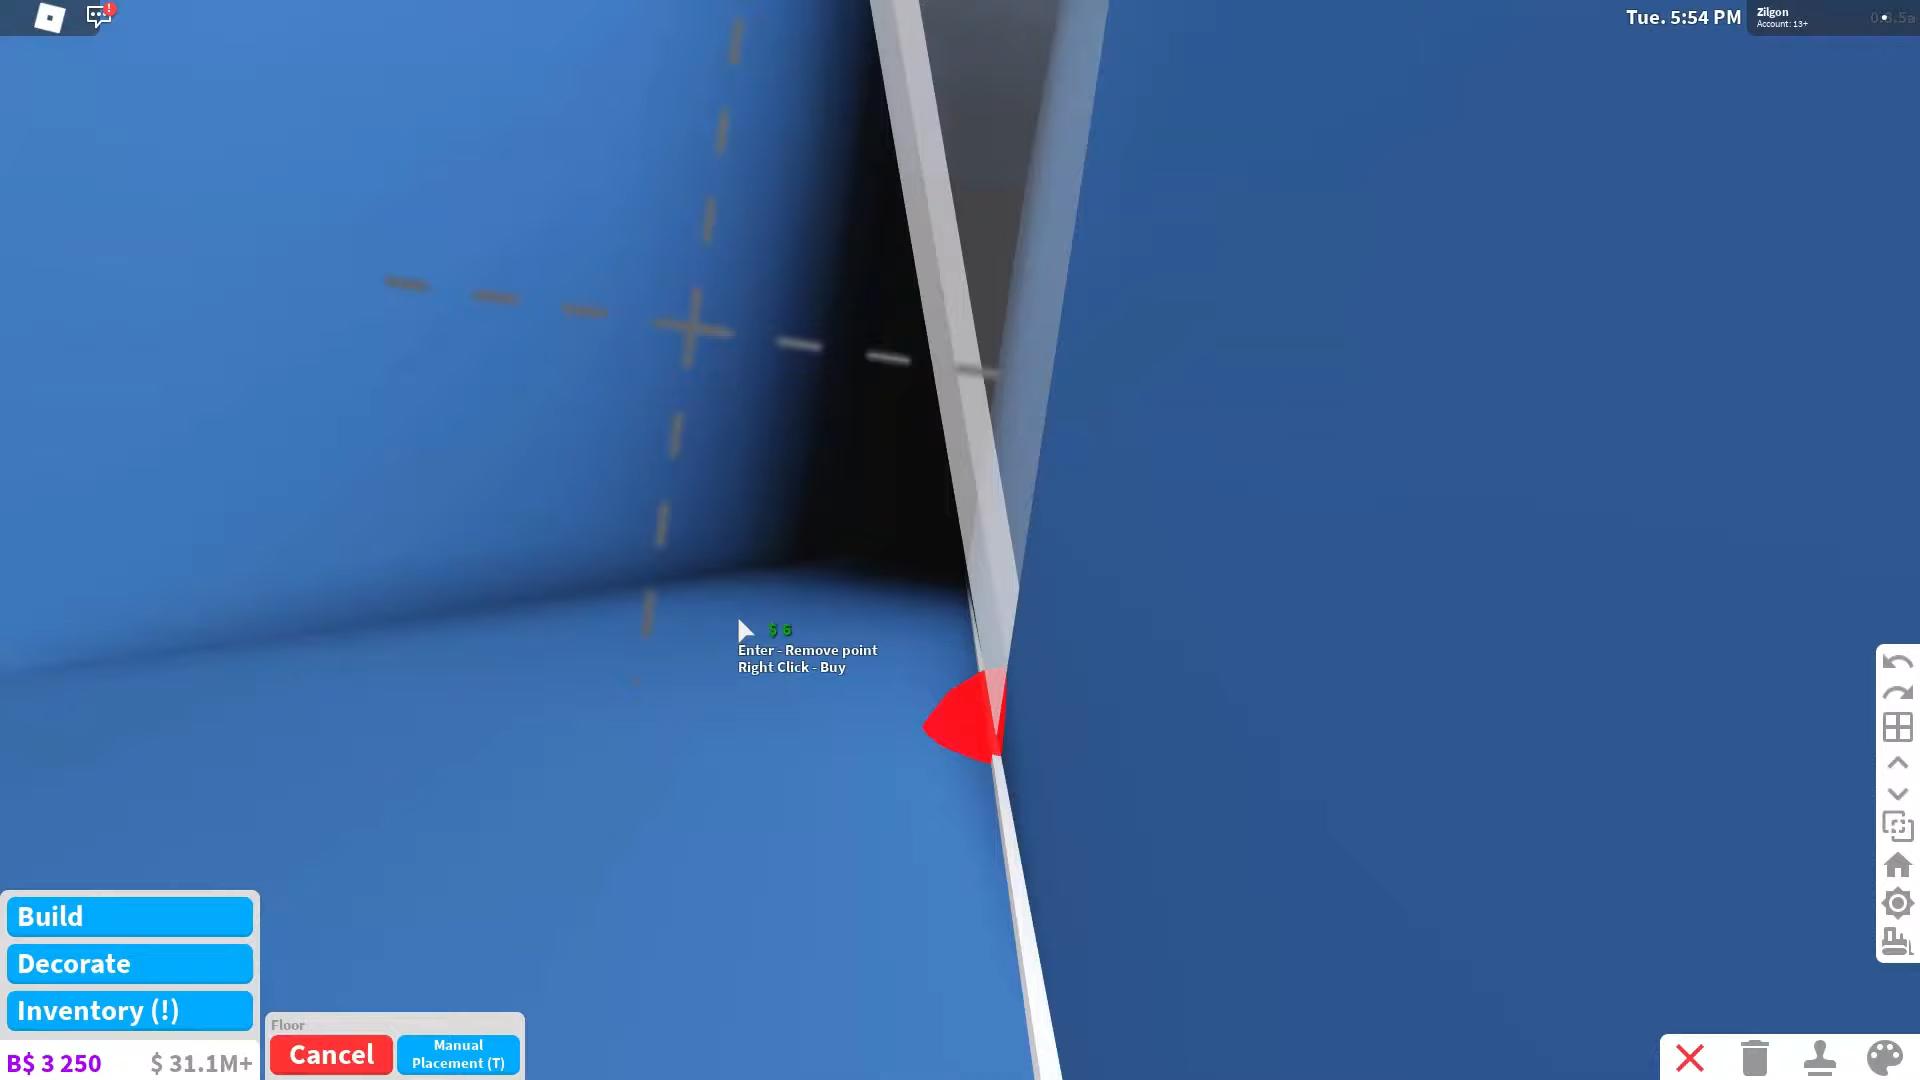 Tue. 5:54 PM
Zilgon
Account: 13+
$ 6
Enter - Remove point
Right Click - Buy
Build
Decorate
Inventory (!)
B$ 3 250
$ 31.1M+
Floor
Cancel
Manual
Placement (T)